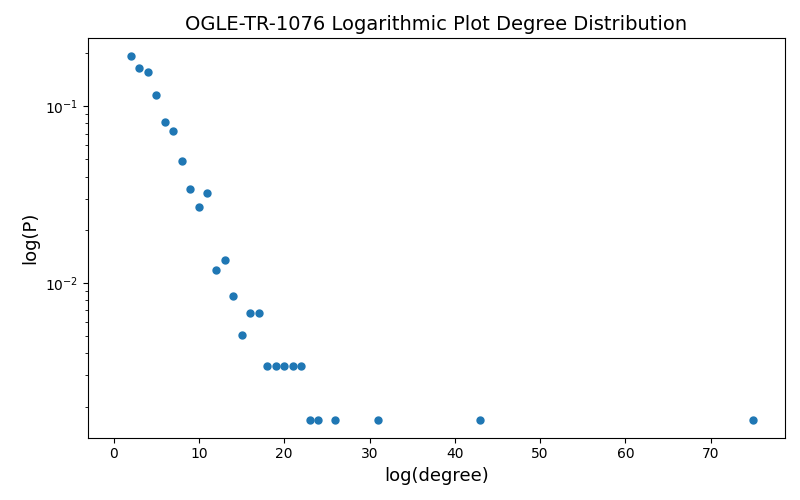 OGLE-TR-1076 Logarithmic Plot Degree Distribution
log(P)
10⁻¹
10⁻²
0 10 20 30 40 50 60 70
log(degree)